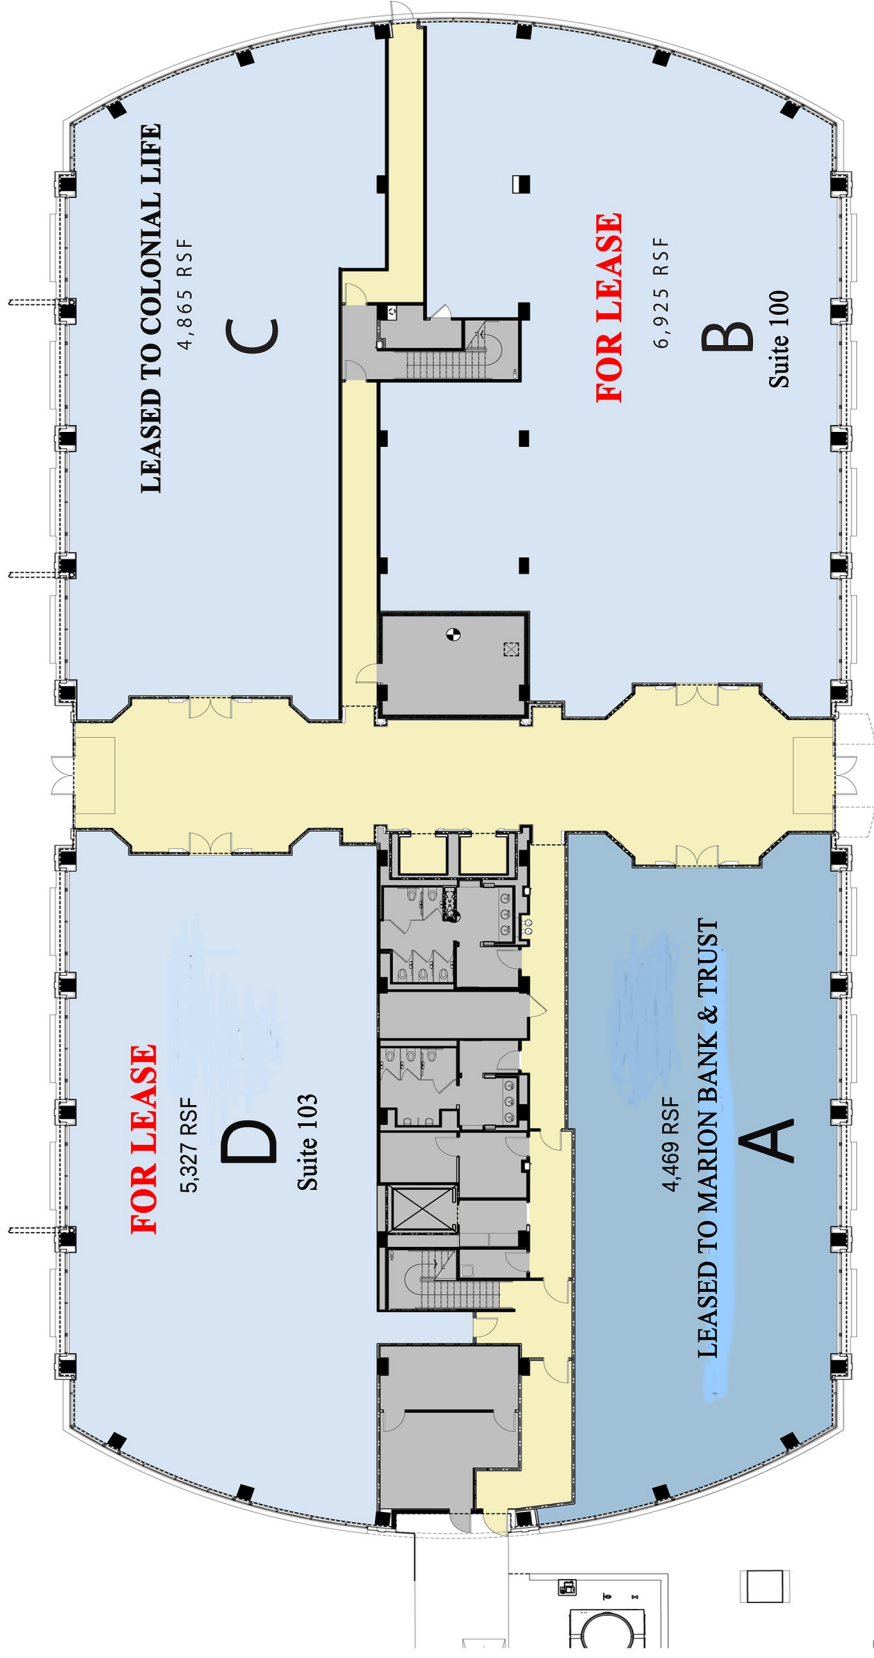 LEASED TO COLONIAL LIFE
4,865 RSF
C
FOR LEASE
6,925 RSF
B
Suite 100
FOR LEASE
5,327 RSF
D
Suite 103
4,469 RSF
LEASED TO MARION BANK & TRUST
A